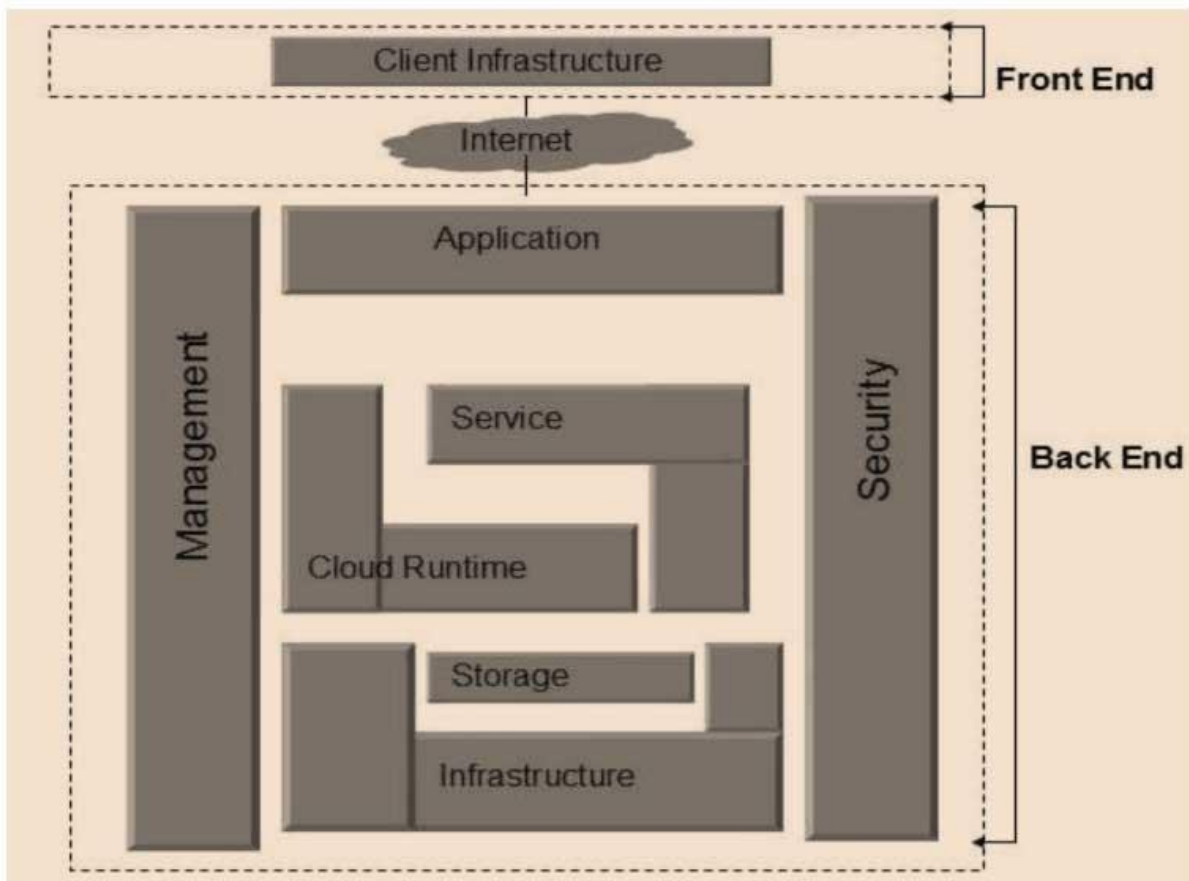 Client Infrastructure
Front End
Internet
Application
Management
Service
Security
Back End
Cloud Runtime
Storage
Infrastructure